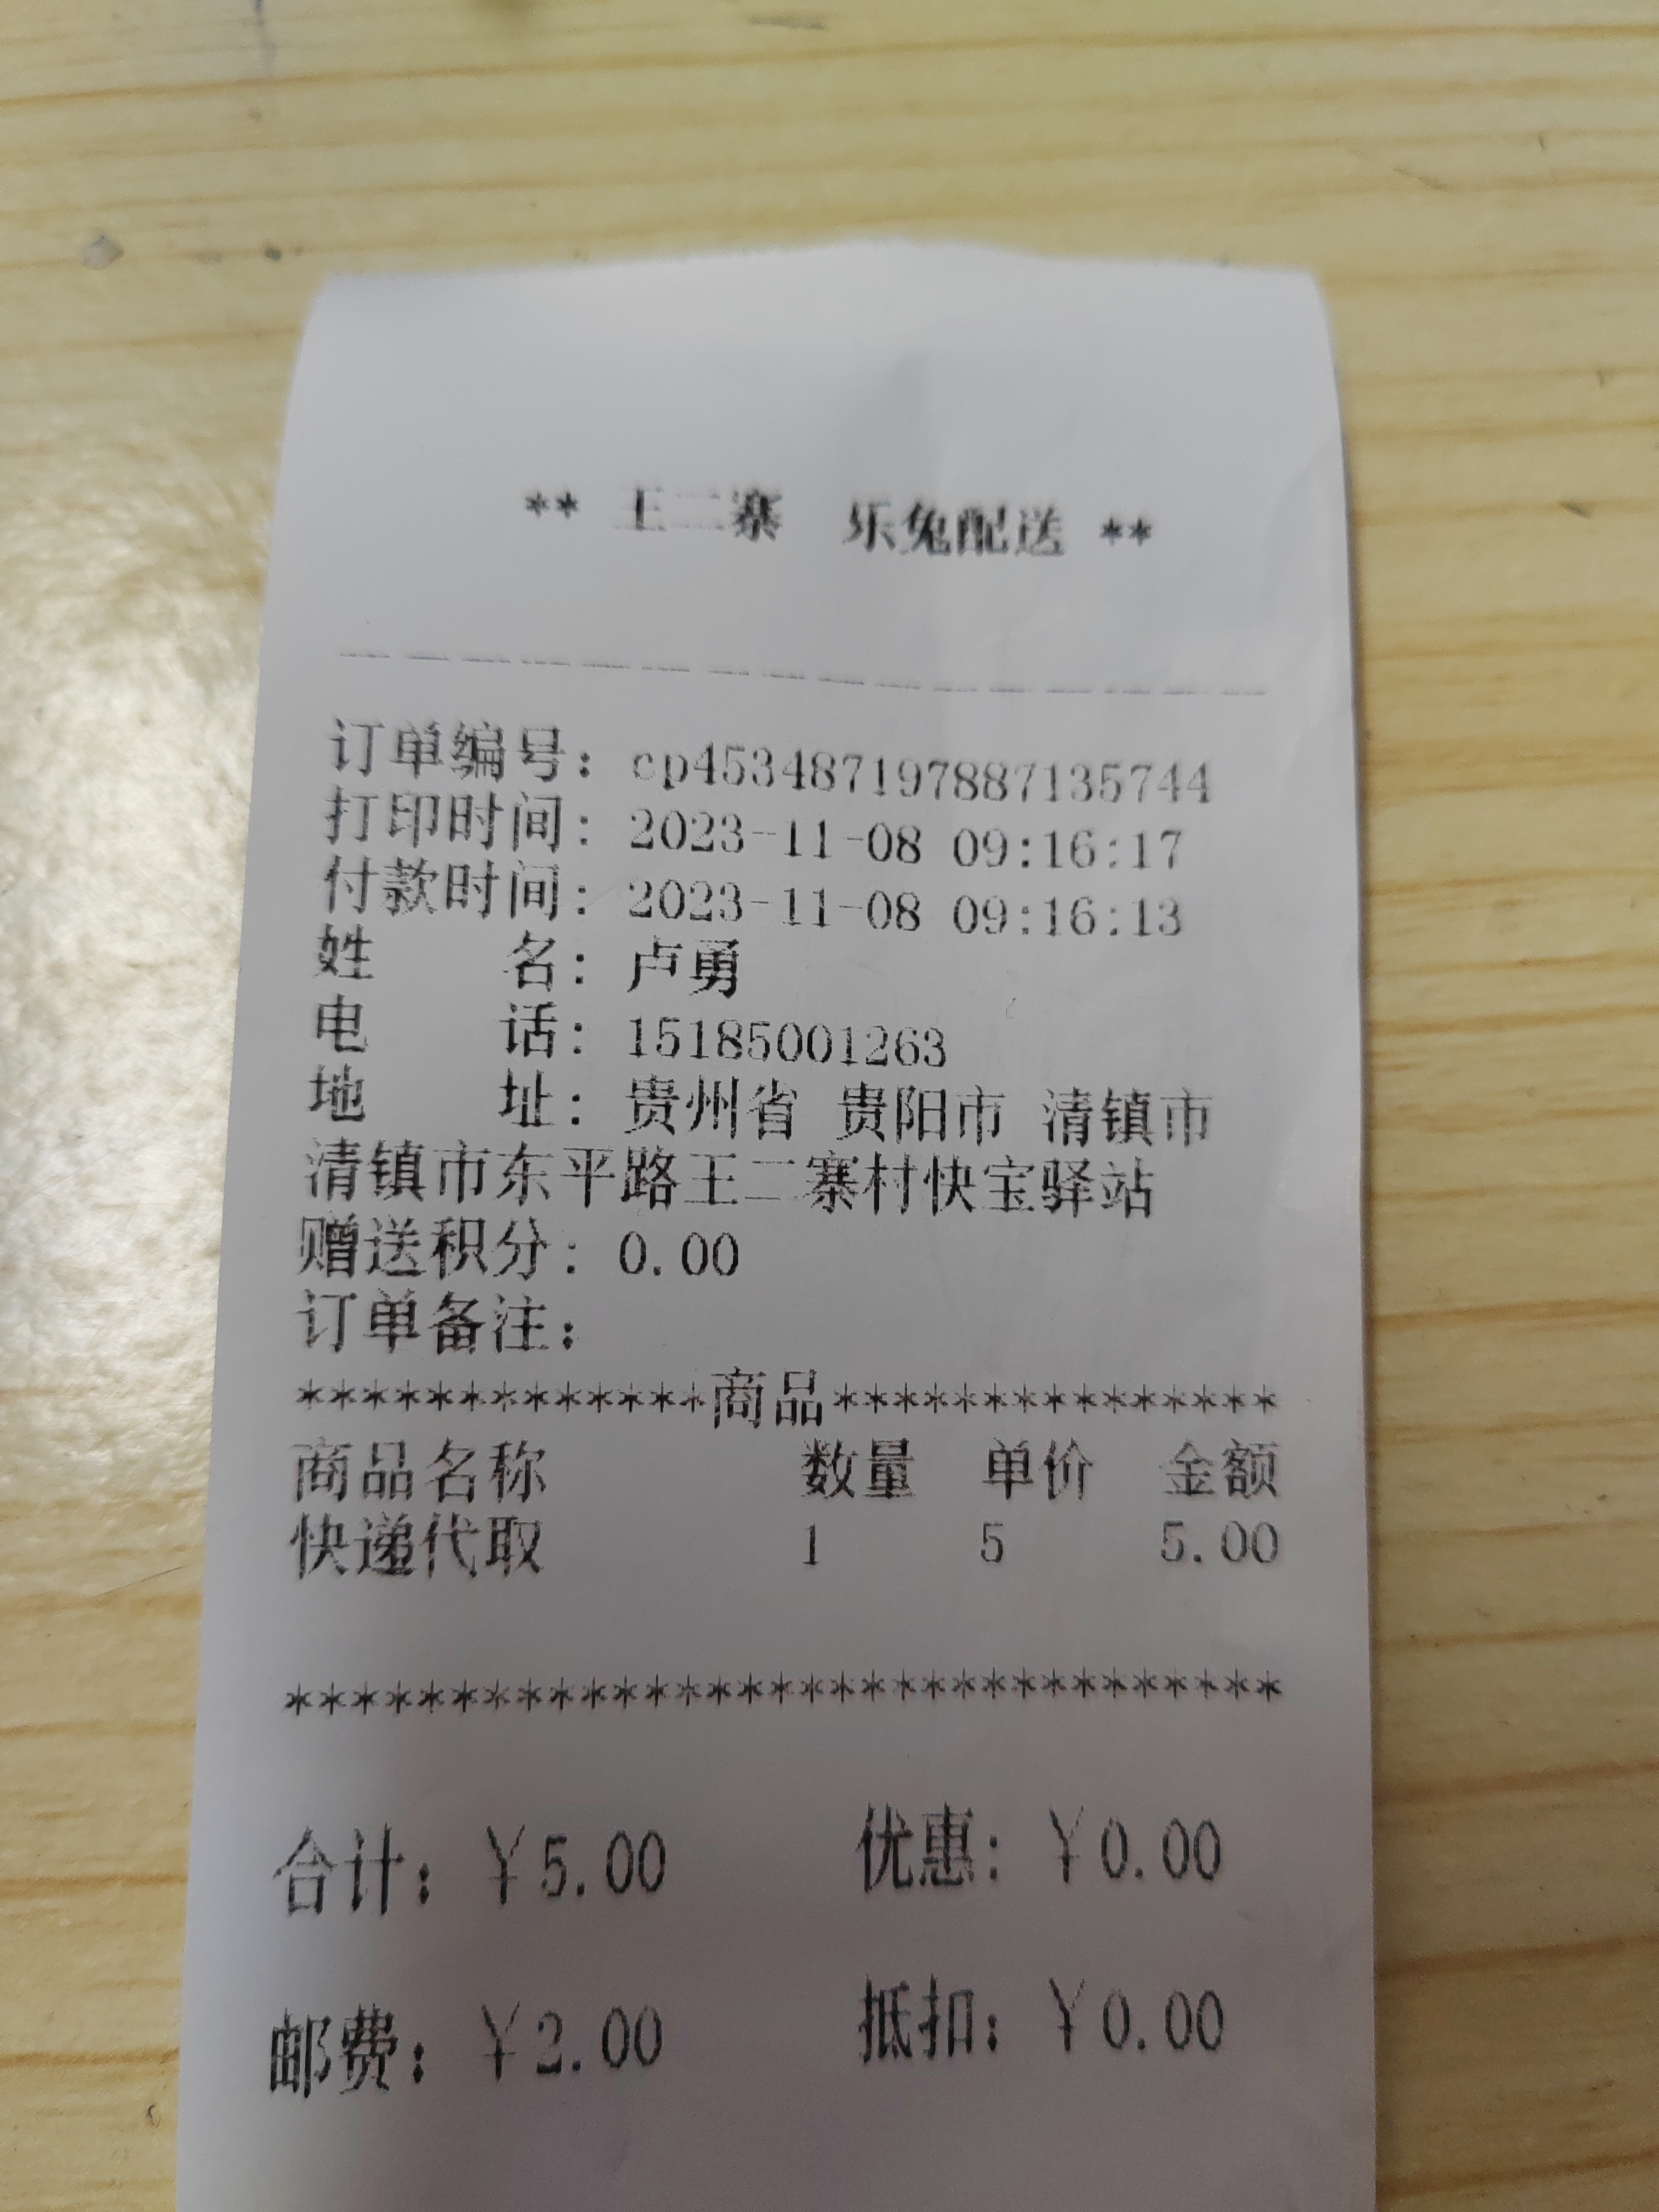 ** 王二寨 乐兔配送 **
订单编号: cp453487197887135744
打印时间: 2023-11-08 09:16:17
付款时间: 2023-11-08 09:16:13
姓 名: 卢勇
电 话: 15185001263
地 址: 贵州省 贵阳市 清镇市
清镇市东平路王二寨村快宝驿站
赠送积分: 0.00
订单备注:
*************商品***************
商品名称 数量 单价 金额
快递代取 1 5 5.00
********************************
合计: ¥5.00 优惠: ¥0.00
邮费: ¥2.00 抵扣: ¥0.00